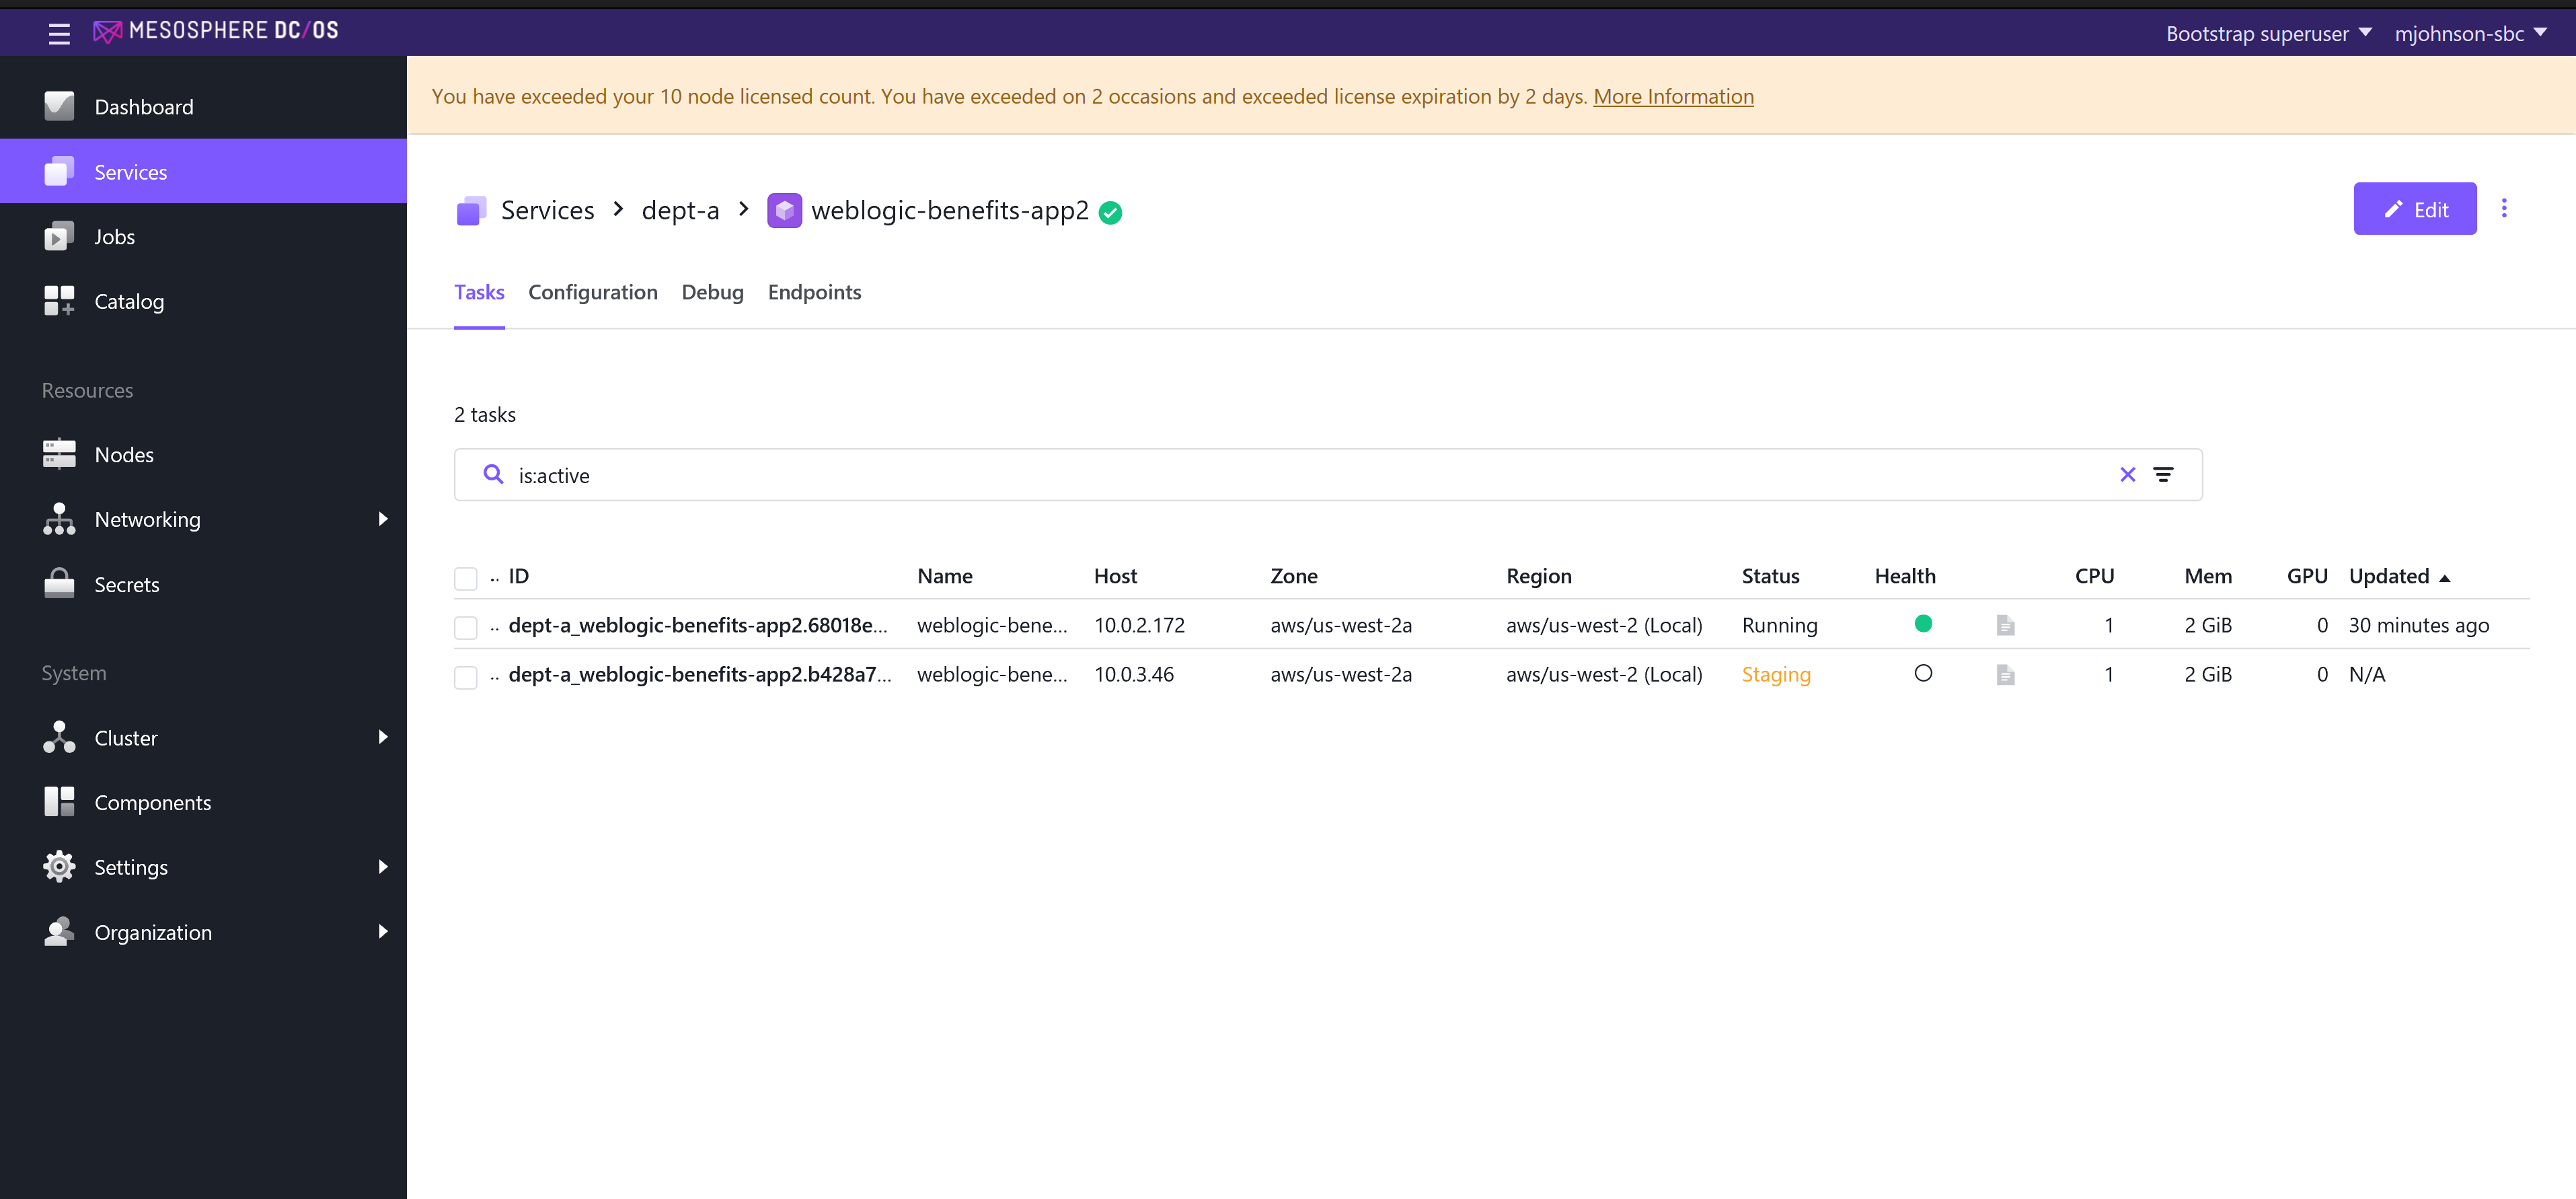 MESOSPHERE DC/OS
Bootstrap superuser
mjohnson-sbc
Dashboard
Services
Jobs
Catalog
Resources
Nodes
Networking
Secrets
System
Cluster
Components
Settings
Organization
You have exceeded your 10 node licensed count. You have exceeded on 2 occasions and exceeded license expiration by 2 days. More Information
Services > dept-a > weblogic-benefits-app2
Edit
Tasks Configuration Debug Endpoints
2 tasks
is:active
.. ID Name Host Zone Region Status Health CPU Mem GPU Updated
.. dept-a_weblogic-benefits-app2.68018e... weblogic-bene... 10.0.2.172 aws/us-west-2a aws/us-west-2 (Local) Running 1 2 GiB 0 30 minutes ago
.. dept-a_weblogic-benefits-app2.b428a7... weblogic-bene... 10.0.3.46 aws/us-west-2a aws/us-west-2 (Local) Staging 1 2 GiB 0 N/A